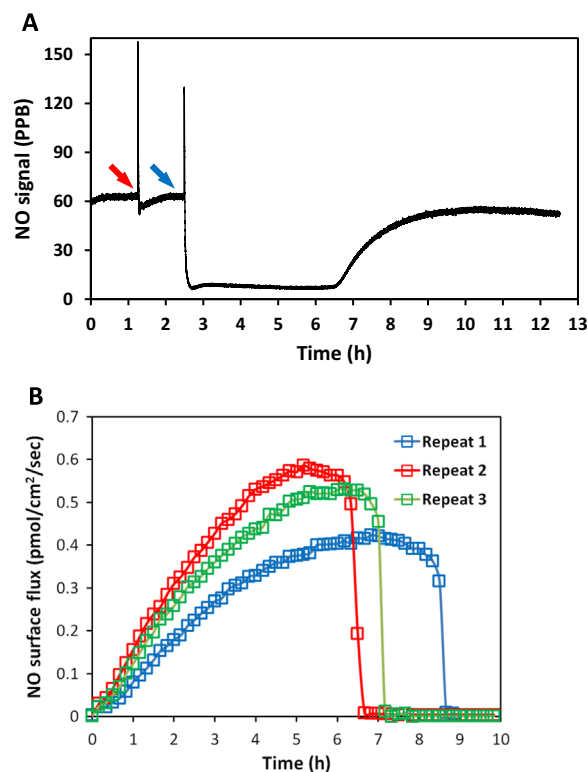 A
NO signal (PPB)
150
120
90
60
30
0
0 1 2 3 4 5 6 7 8 9 10 11 12 13
Time (h)
B
NO surface flux (pmol/cm²/sec)
0.7
0.6
0.5
0.4
0.3
0.2
0.1
0
Repeat 1
Repeat 2
Repeat 3
0 1 2 3 4 5 6 7 8 9 10
Time (h)